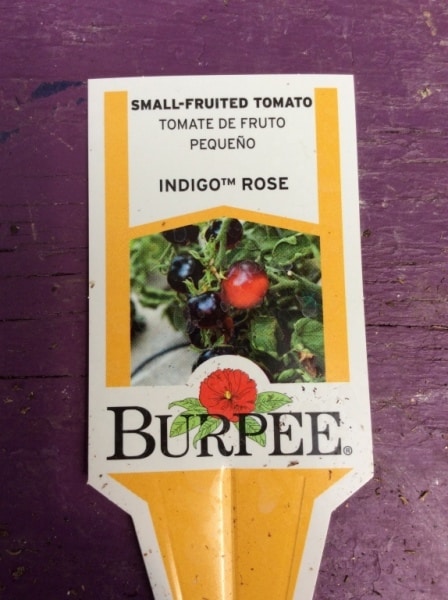 SMALL-FRUITED TOMATO
TOMATE DE FRUTO
PEQUEÑO
INDIGO™ ROSE
BURPEE®